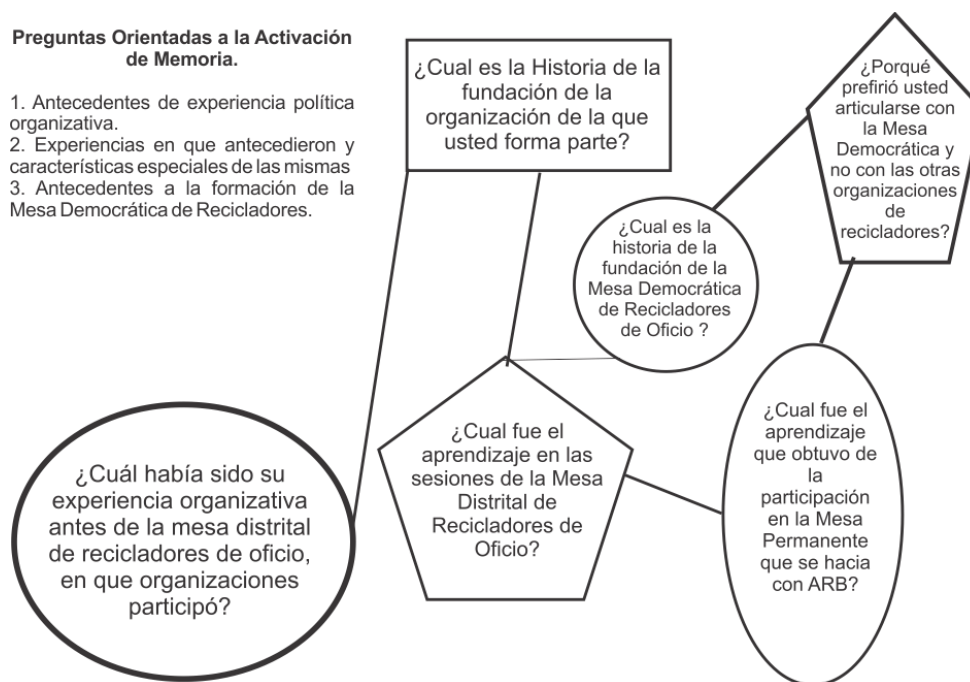 Preguntas Orientadas a la Activación
de Memoria.
1. Antecedentes de experiencia política
organizativa.
2. Experiencias en que antecedieron y
características especiales de las mismas
3. Antecedentes a la formación de la
Mesa Democrática de Recicladores.
¿Cual es la Historia de la
fundación de la
organización de la que
usted forma parte?
¿Porqué
prefirió usted
articularse con
la Mesa
Democrática y
no con las otras
organizaciones
de
recicladores?
¿Cual es la
historia de la
fundación de la
Mesa Democrática
de Recicladores
de Oficio ?
¿Cuál había sido su
experiencia organizativa
antes de la mesa distrital
de recicladores de oficio,
en que organizaciones
participó?
¿Cual fue el
aprendizaje en las
sesiones de la Mesa
Distrital de
Recicladores de
Oficio?
¿Cual fue el
aprendizaje
que obtuvo de
la
participación
en la Mesa
Permanente
que se hacia
con ARB?